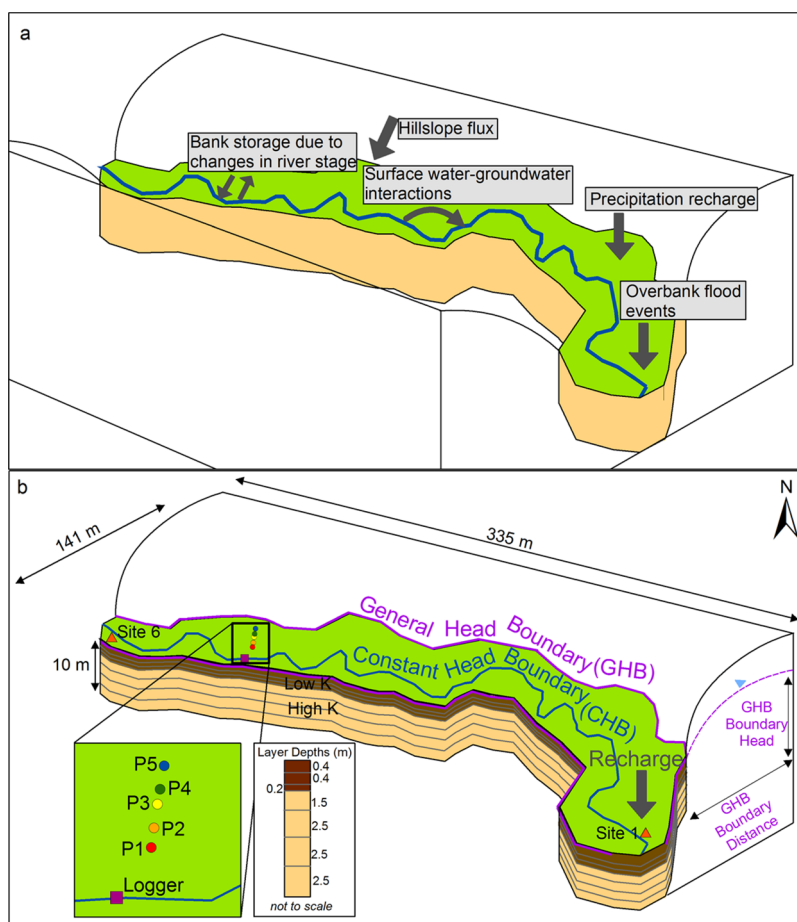 a
Hillslope flux
Bank storage due to
changes in river stage
Surface water-groundwater
interactions
Precipitation recharge
Overbank flood
events
b
N
141 m
335 m
General Head Boundary (GHB)
Site 6
Constant Head Boundary (CHB)
10 m
Low K
High K
GHB
Boundary
Head
Recharge
GHB
Boundary
Distance
Site 1
P5
P4
P3
P2
P1
Logger
Layer Depths (m)
0.4
0.4
0.2
1.5
2.5
2.5
2.5
not to scale